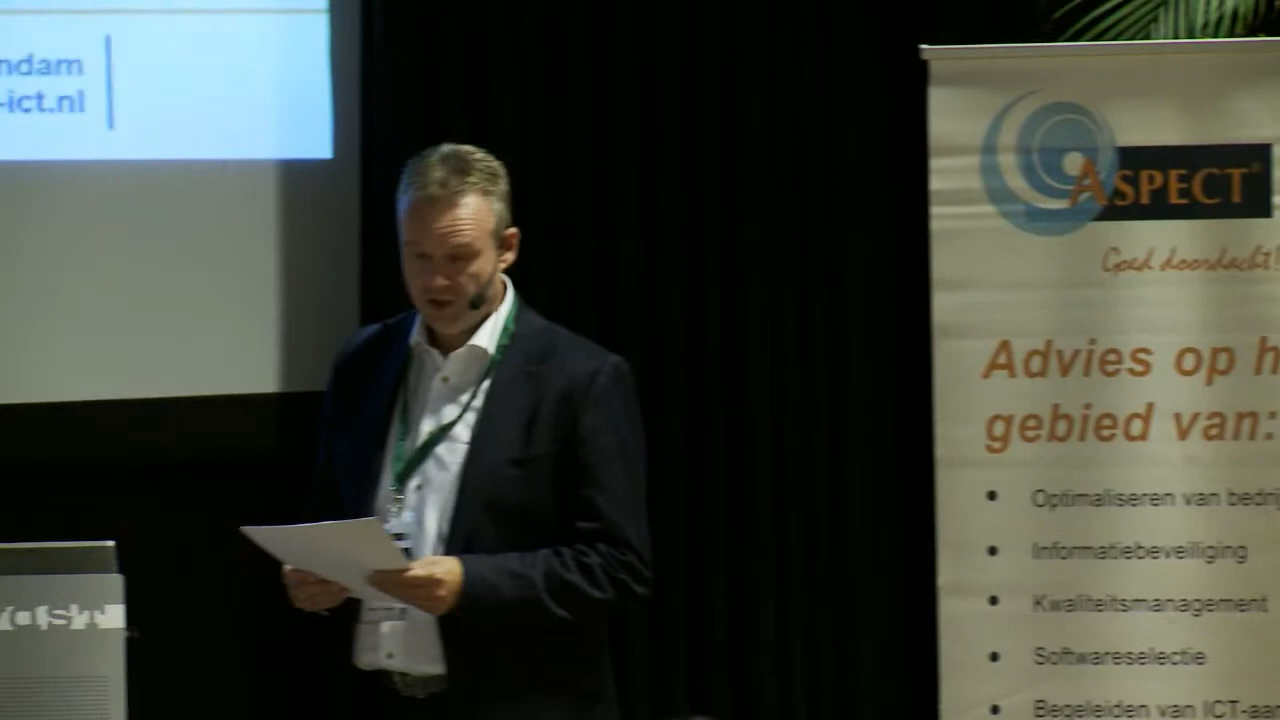 ndam
-ict.nl
ASPECT
Goed doordacht!
Advies op h
gebied van:
• Optimaliseren van bedrij
• Informatiebeveiliging
• Kwaliteitsmanagement
• Softwareselectie
• Begeleiden van ICT-aan